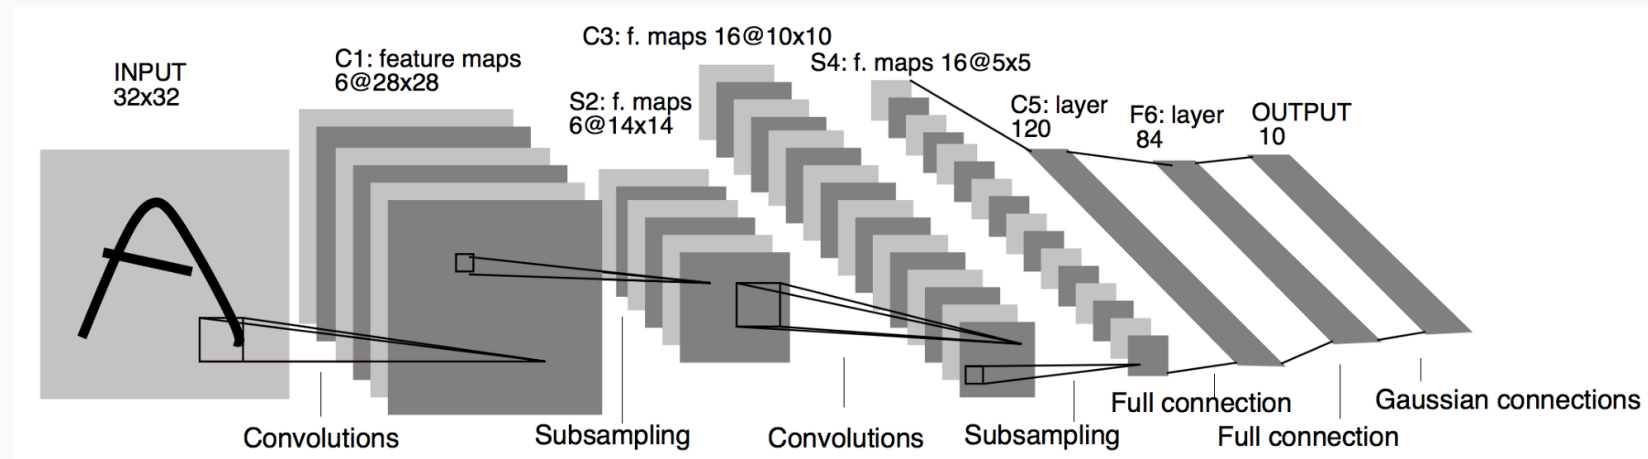 INPUT
32x32
C1: feature maps
6@28x28
S2: f. maps
6@14x14
C3: f. maps 16@10x10
S4: f. maps 16@5x5
C5: layer
120
F6: layer
84
OUTPUT
10
Convolutions
Subsampling
Convolutions
Subsampling
Full connection
Full connection
Gaussian connections